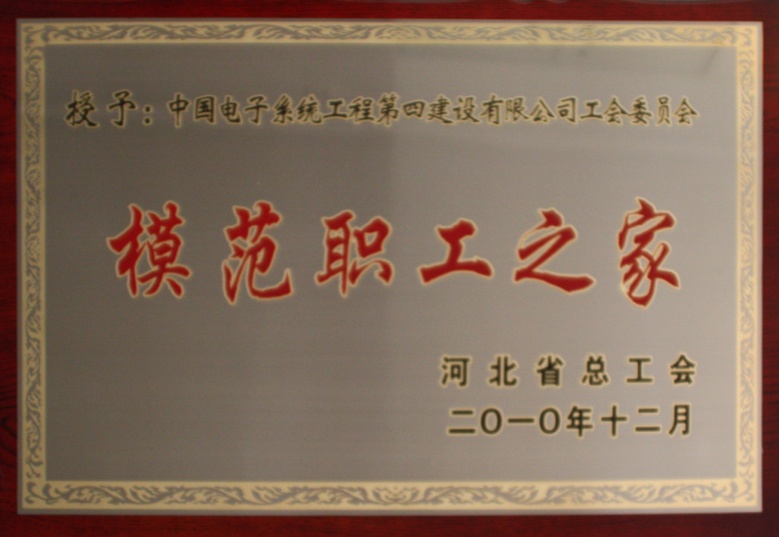 授予：中国电子系统工程第四建设有限公司工会委员会
模范职工之家
河北省总工会
二〇一〇年十二月